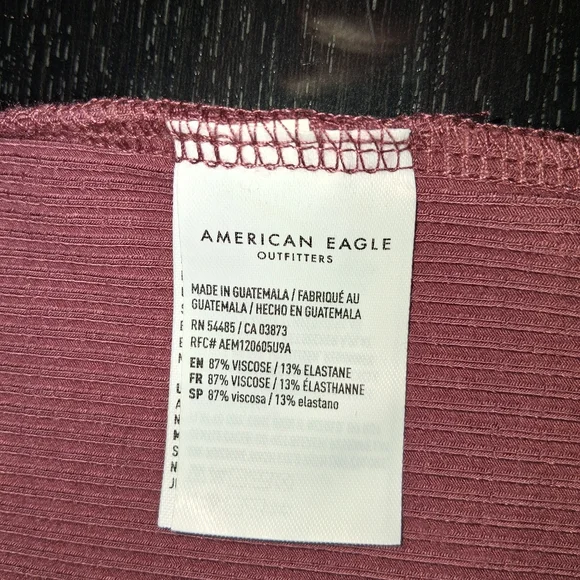 AMERICAN EAGLE
OUTFITTERS
MADE IN GUATEMALA / FABRIQUÉ AU
GUATEMALA / HECHO EN GUATEMALA
RN 54485 / CA 03873
RFC# AEM120605U9A
EN 87% VISCOSE / 13% ELASTANE
FR 87% VISCOSE / 13% ÉLASTHANNE
SP 87% viscosa / 13% elastano